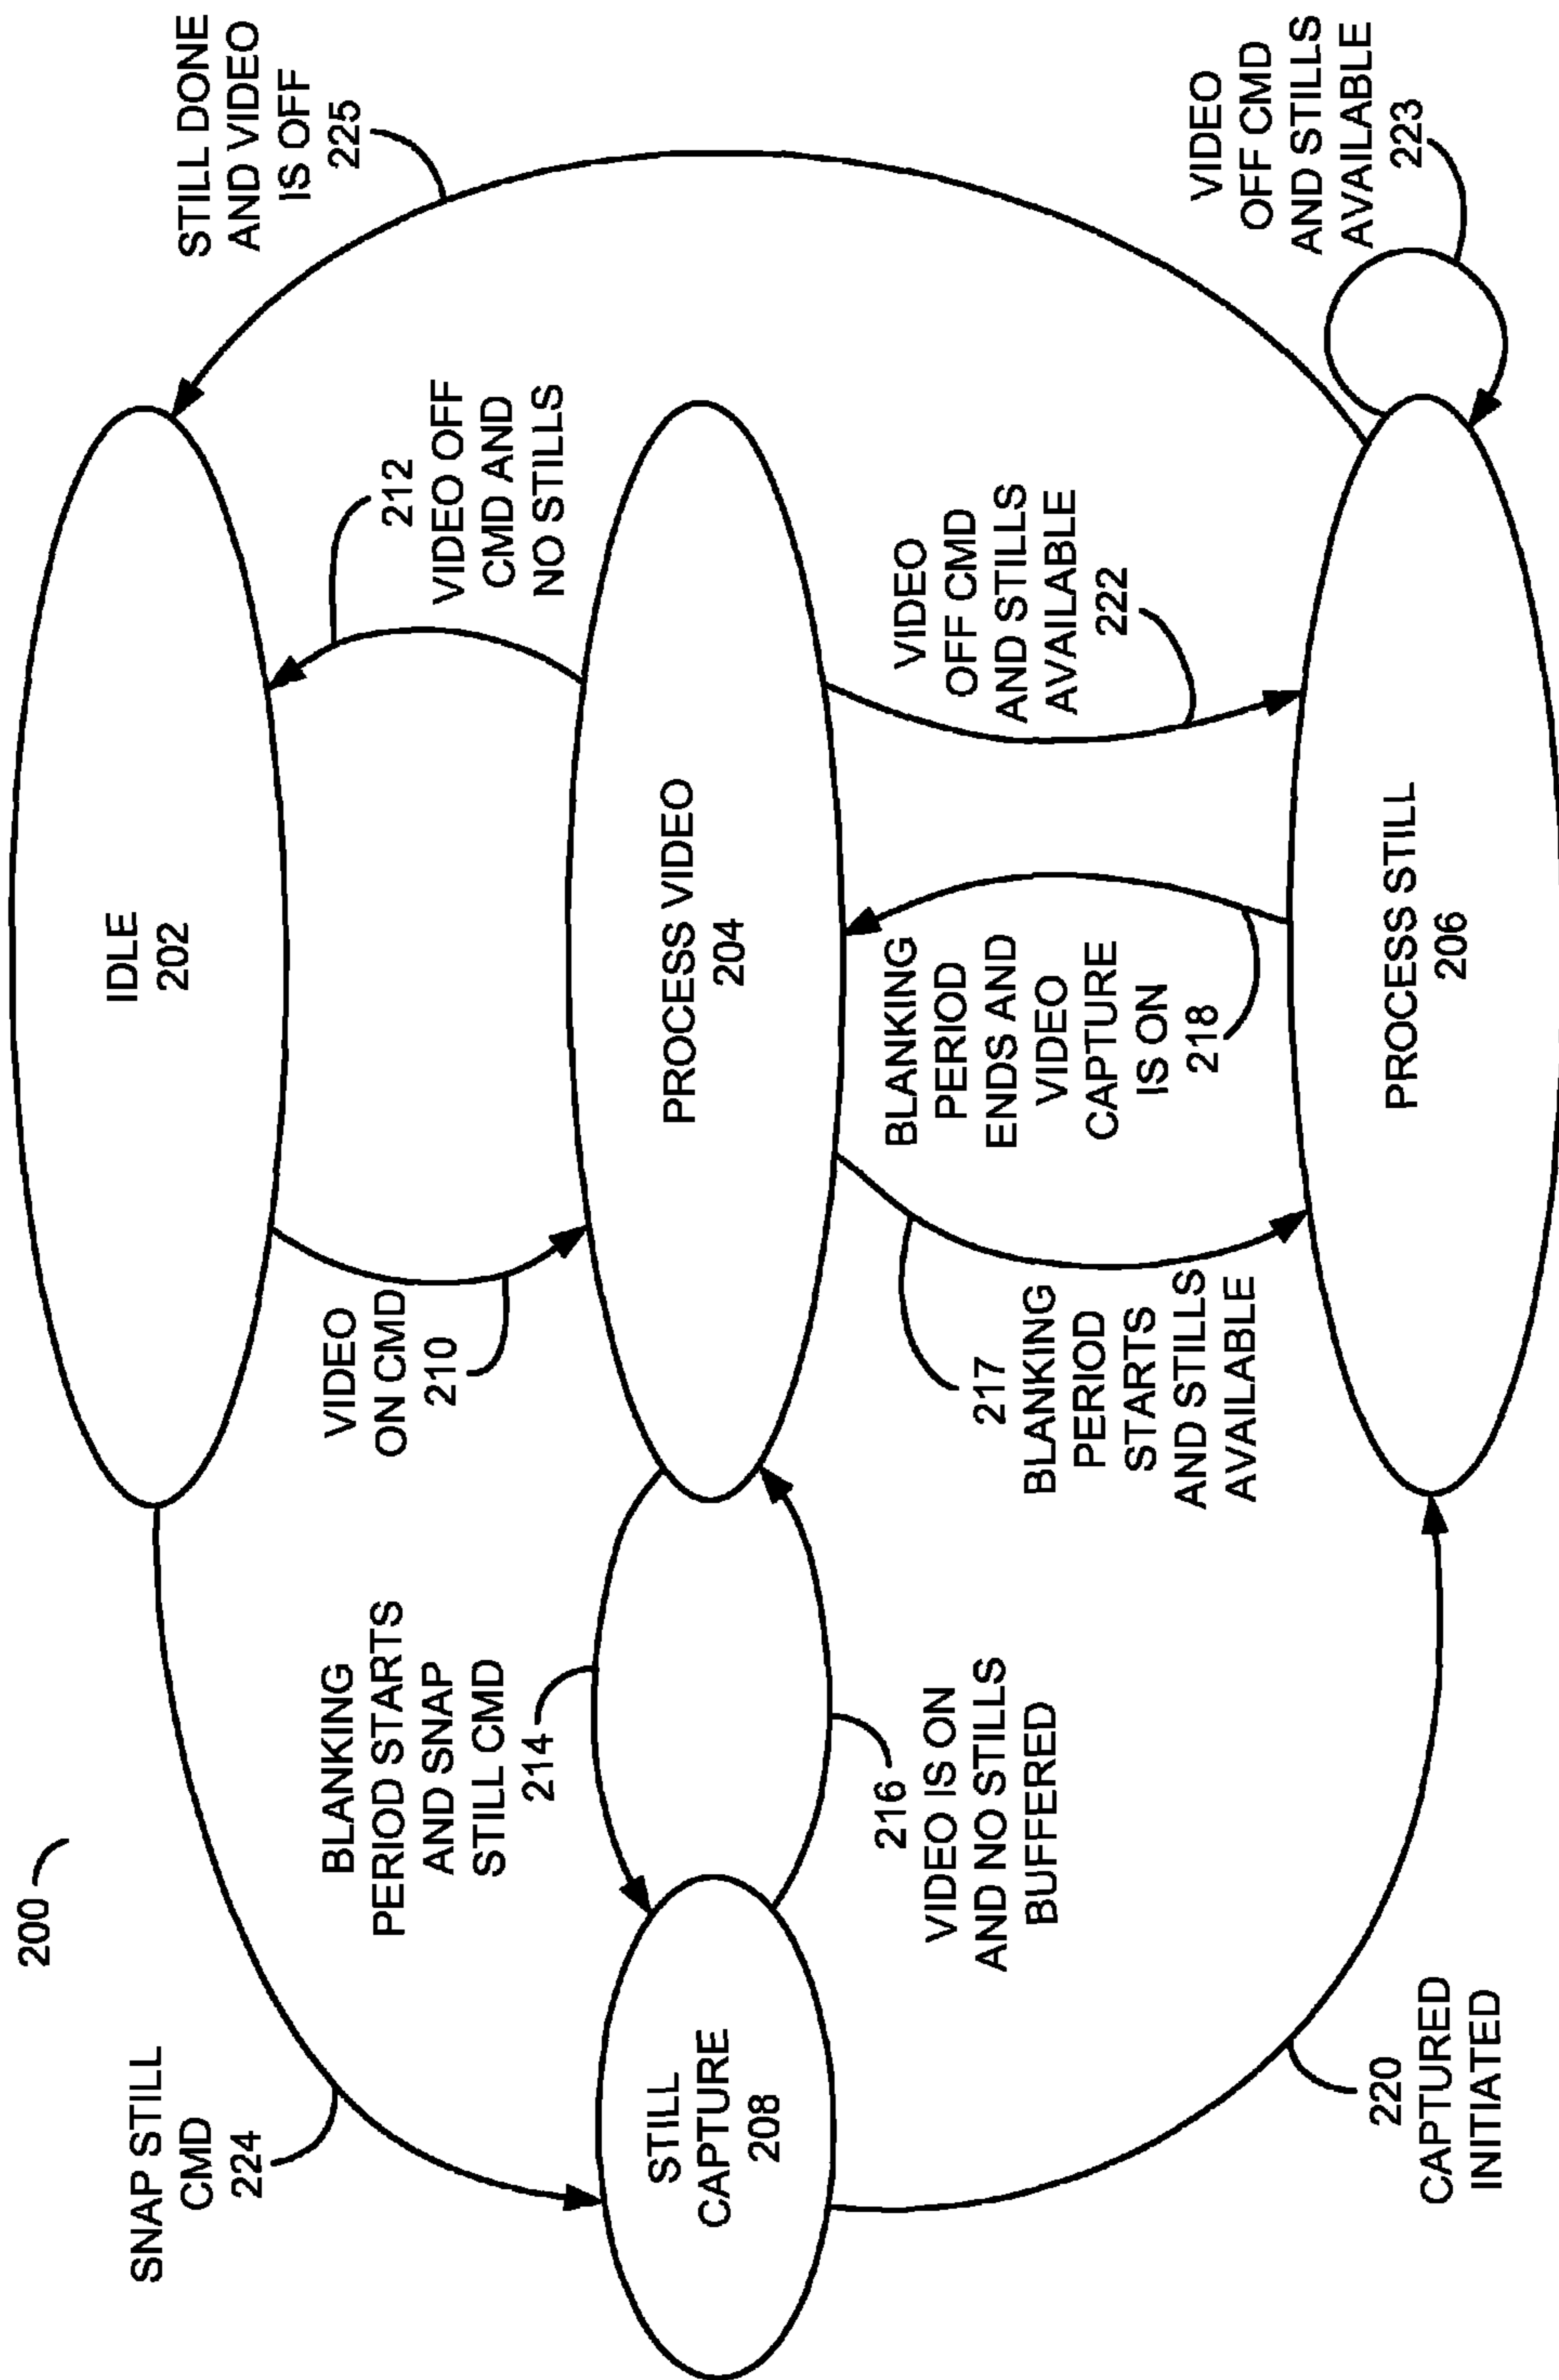 200
SNAP STILL
CMD
224
IDLE
202
STILL DONE
AND VIDEO
IS OFF
225
VIDEO
ON CMD
210
212
VIDEO OFF
CMD AND
NO STILLS
BLANKING
PERIOD STARTS
AND SNAP
STILL CMD
214
STILL
CAPTURE
208
PROCESS VIDEO
204
216
VIDEO IS ON
AND NO STILLS
BUFFERED
217
BLANKING
PERIOD
STARTS
AND STILLS
AVAILABLE
BLANKING
PERIOD
ENDS AND
VIDEO
CAPTURE
IS ON
218
VIDEO
OFF CMD
AND STILLS
AVAILABLE
222
VIDEO
OFF CMD
AND STILLS
AVAILABLE
223
220
CAPTURED
INITIATED
PROCESS STILL
206